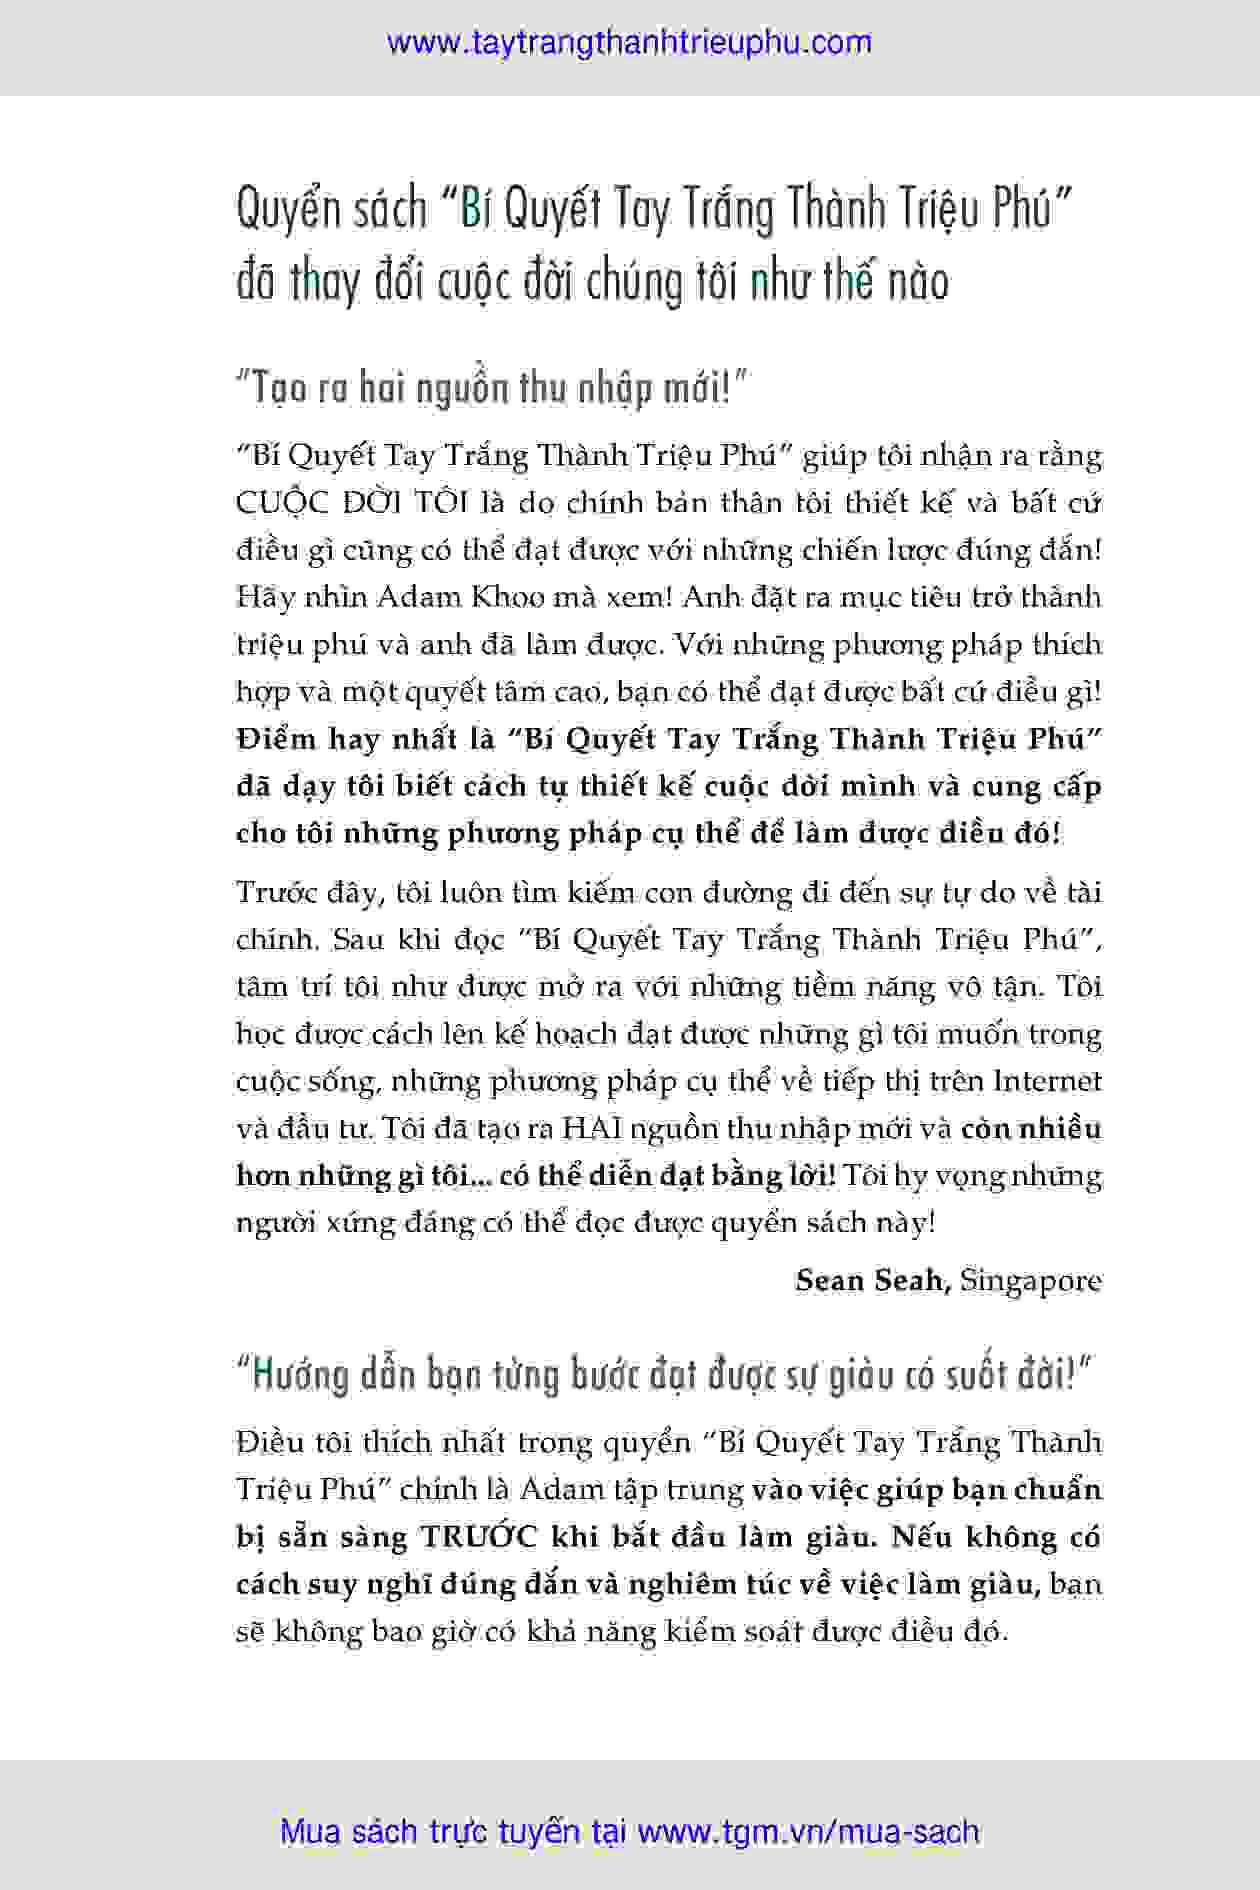 www.taytrangthanhtrieuphu.com
Quyển sách “Bí Quyết Tay Trắng Thành Triệu Phú”
đã thay đổi cuộc đời chúng tôi như thế nào
“Tạo ra hai nguồn thu nhập mới!”
“Bí Quyết Tay Trắng Thành Triệu Phú” giúp tôi nhận ra rằng
CUỘC ĐỜI TÔI là do chính bản thân tôi thiết kế và bất cứ
điều gì cũng có thể đạt được với những chiến lược đúng đắn!
Hãy nhìn Adam Khoo mà xem! Anh đặt ra mục tiêu trở thành
triệu phú và anh đã làm được. Với những phương pháp thích
hợp và một quyết tâm cao, bạn có thể đạt được bất cứ điều gì!
Điểm hay nhất là “Bí Quyết Tay Trắng Thành Triệu Phú”
đã dạy tôi biết cách tự thiết kế cuộc đời mình và cung cấp
cho tôi những phương pháp cụ thể để làm được điều đó!
Trước đây, tôi luôn tìm kiếm con đường đi đến sự tự do về tài
chính. Sau khi đọc “Bí Quyết Tay Trắng Thành Triệu Phú”,
tâm trí tôi như được mở ra với những tiềm năng vô tận. Tôi
học được cách lên kế hoạch đạt được những gì tôi muốn trong
cuộc sống, những phương pháp cụ thể về tiếp thị trên Internet
và đầu tư. Tôi đã tạo ra HAI nguồn thu nhập mới và còn nhiều
hơn những gì tôi... có thể diễn đạt bằng lời! Tôi hy vọng những
người xứng đáng có thể đọc được quyển sách này!
Sean Seah, Singapore
“Hướng dẫn bạn từng bước đạt được sự giàu có suốt đời!”
Điều tôi thích nhất trong quyển “Bí Quyết Tay Trắng Thành
Triệu Phú” chính là Adam tập trung vào việc giúp bạn chuẩn
bị sẵn sàng TRƯỚC khi bắt đầu làm giàu. Nếu không có
cách suy nghĩ đúng đắn và nghiêm túc về việc làm giàu, bạn
sẽ không bao giờ có khả năng kiểm soát được điều đó.
Mua sách trực tuyến tại www.tgm.vn/mua-sach